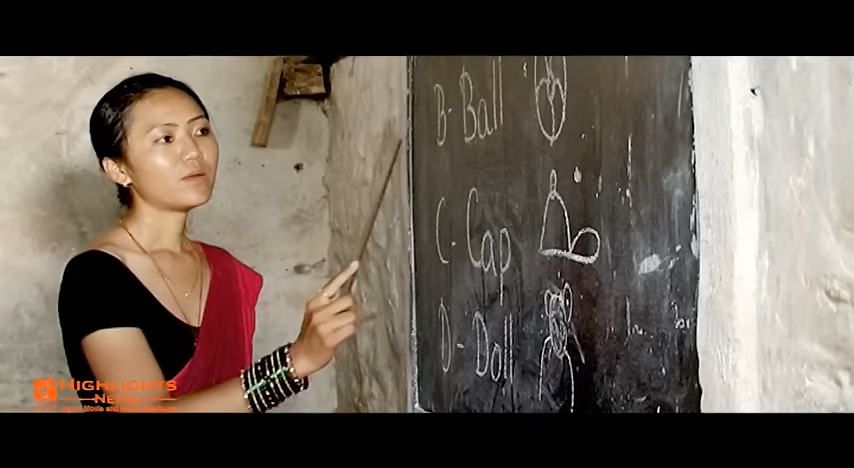 B - Ball
C - Cap
D - Doll
HIGHLIGHTS
NEPAL